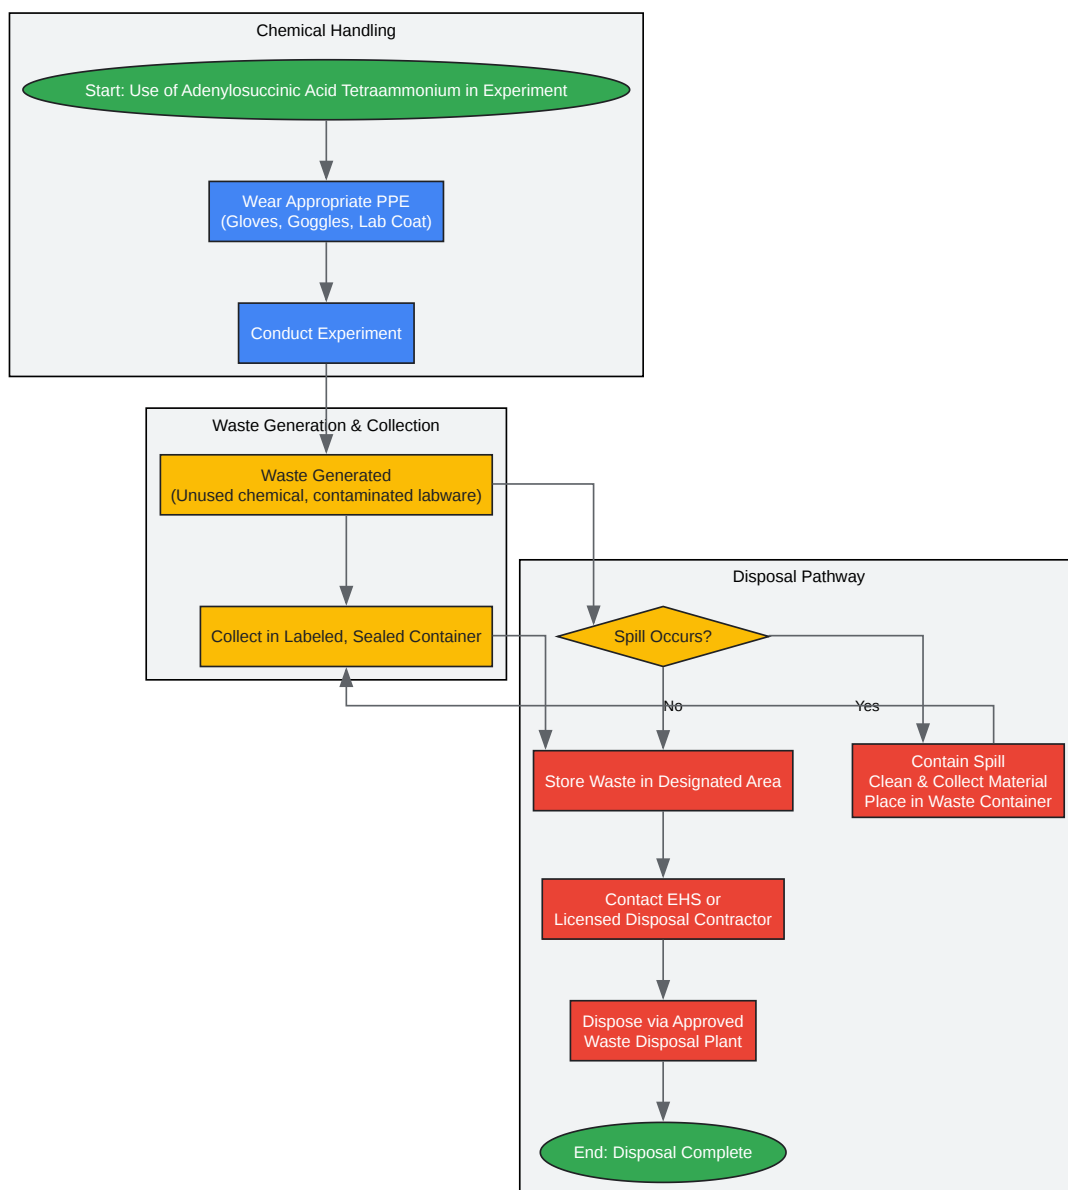 Chemical Handling
Start: Use of Adenylosuccinic Acid Tetraammonium in Experiment
Wear Appropriate PPE
(Gloves, Goggles, Lab Coat)
Conduct Experiment
Waste Generation & Collection
Waste Generated
(Unused chemical, contaminated labware)
Collect in Labeled, Sealed Container
Disposal Pathway
Spill Occurs?
No
Yes
Store Waste in Designated Area
Contain Spill
Clean & Collect Material
Place in Waste Container
Contact EHS or
Licensed Disposal Contractor
Dispose via Approved
Waste Disposal Plant
End: Disposal Complete